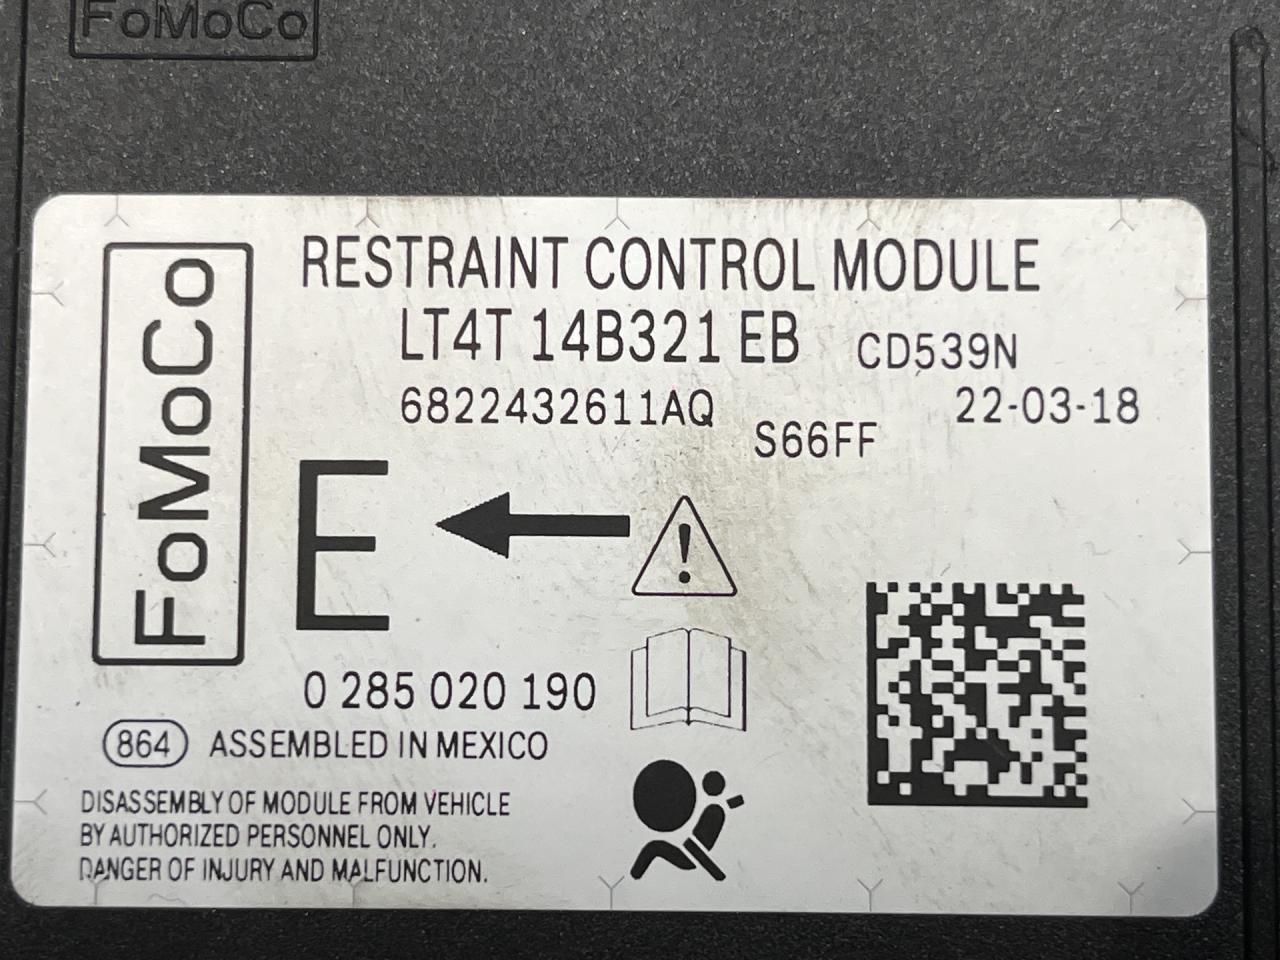 FoMoCo
FoMoCo
RESTRAINT CONTROL MODULE
LT4T 14B321 EB CD539N
6822432611AQ 22-03-18
S66FF
E
0 285 020 190
864 ASSEMBLED IN MEXICO
DISASSEMBLY OF MODULE FROM VEHICLE
BY AUTHORIZED PERSONNEL ONLY.
DANGER OF INJURY AND MALFUNCTION.